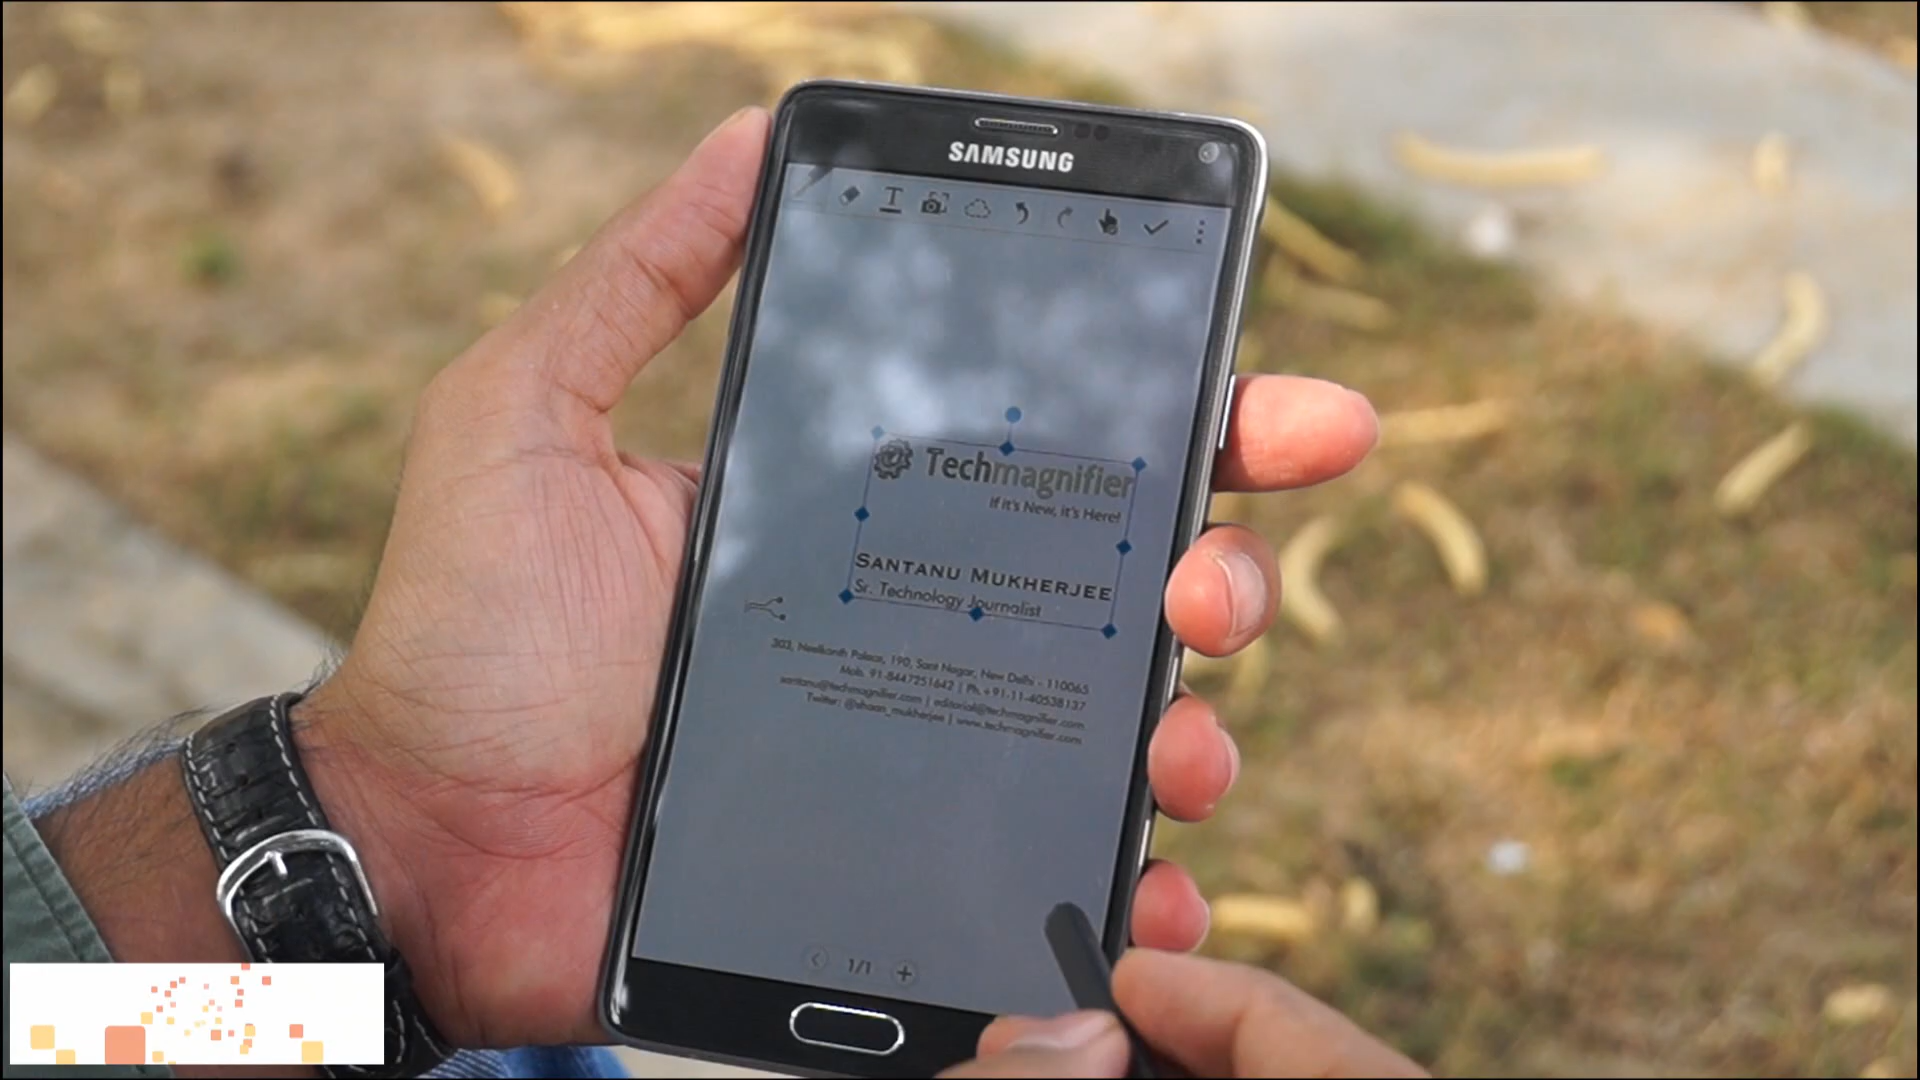 SAMSUNG
T
Techmagnifier
If it's New, it's Here!
SANTANU MUKHERJEE
Sr. Technology Journalist
303, Neelkanth Palace, 190, Sant Nagar, New Delhi - 110065
Mob. 91-8447251642 | Ph.+91-11-40538137
santanu@techmagnifier.com | editorial@techmagnifier.com
Twitter: @shaan_mukherjee | www.techmagnifier.com
1/1